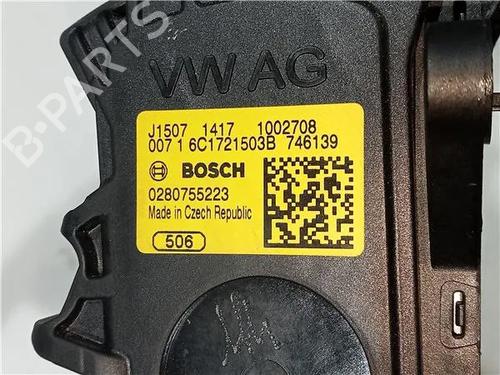 B-PARTS
VW AG
J1507 1417 1002708
007 1 6C1721503B 746139
BOSCH
0280755223
Made in Czech Republic
506